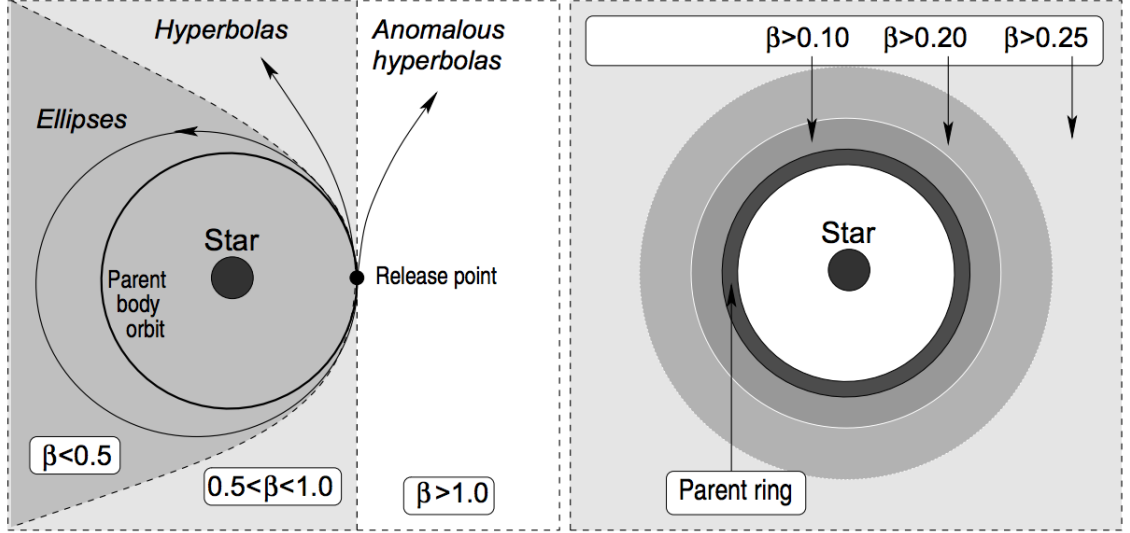 Hyperbolas
Anomalous
hyperbolas
Ellipses
Star
Parent
body
orbit
Release point
β<0.5
0.5<β<1.0
β>1.0
β>0.10 β>0.20 β>0.25
Star
Parent ring